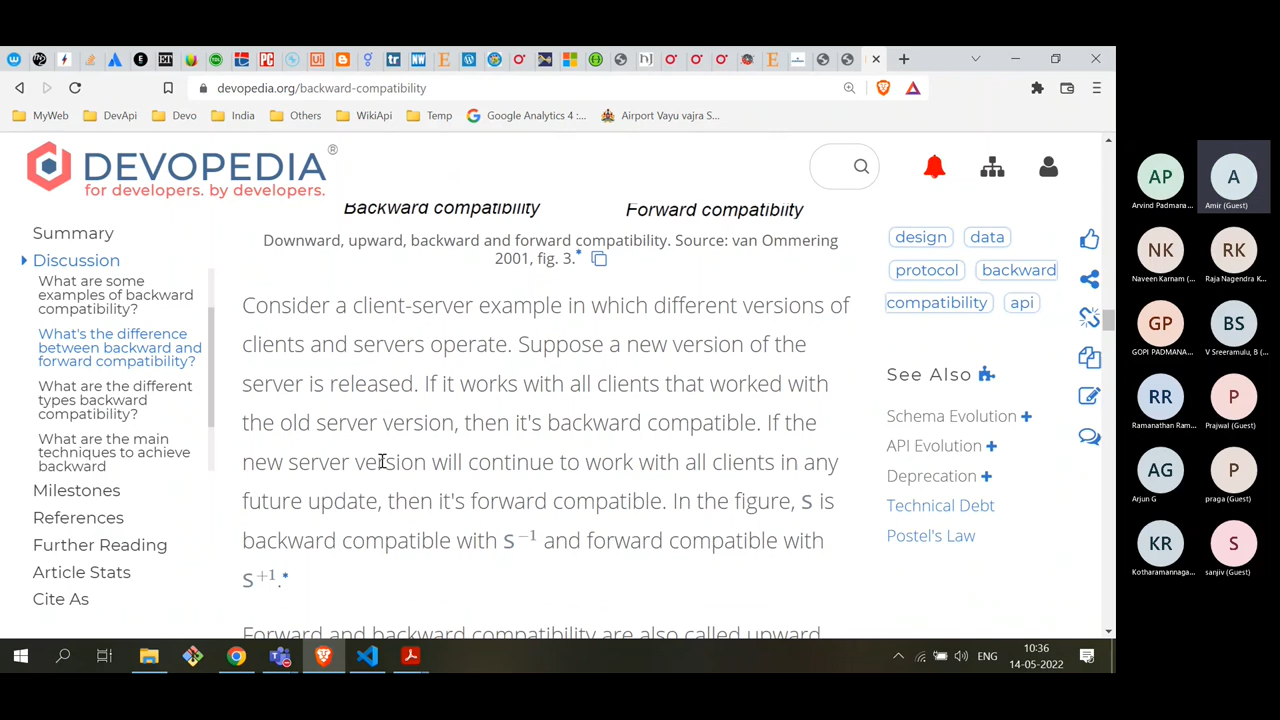 devopedia.org/backward-compatibility
MyWeb
DevApi
Devo
India
Others
WikiApi
Temp
Google Analytics 4 :...
Airport Vayu vajra S...
DEVOPEDIA®
for developers. by developers.
Summary
Discussion
What are some
examples of backward
compatibility?
What's the difference
between backward and
forward compatibility?
What are the different
types backward
compatibility?
What are the main
techniques to achieve
backward
Milestones
References
Further Reading
Article Stats
Cite As
Backward compatibility
Forward compatibility
Downward, upward, backward and forward compatibility. Source: van Ommering
2001, fig. 3.*
Consider a client-server example in which different versions of
clients and servers operate. Suppose a new version of the
server is released. If it works with all clients that worked with
the old server version, then it's backward compatible. If the
new server version will continue to work with all clients in any
future update, then it's forward compatible. In the figure, S is
backward compatible with S⁻¹ and forward compatible with
S⁺¹.*
Forward and backward compatibility are also called upward
design
data
protocol
backward
compatibility
api
See Also
Schema Evolution +
API Evolution +
Deprecation +
Technical Debt
Postel's Law
AP
Arvind Padmana...
A
Amir (Guest)
NK
Naveen Karnam (...
RK
Raja Nagendra K...
GP
GOPI PADMANA...
BS
V Sreeramulu, B (...
RR
Ramanathan Ram...
P
Prajwal (Guest)
AG
Arjun G
P
praga (Guest)
KR
Kotharamannaga...
S
sanjiv (Guest)
ENG
10:36
14-05-2022